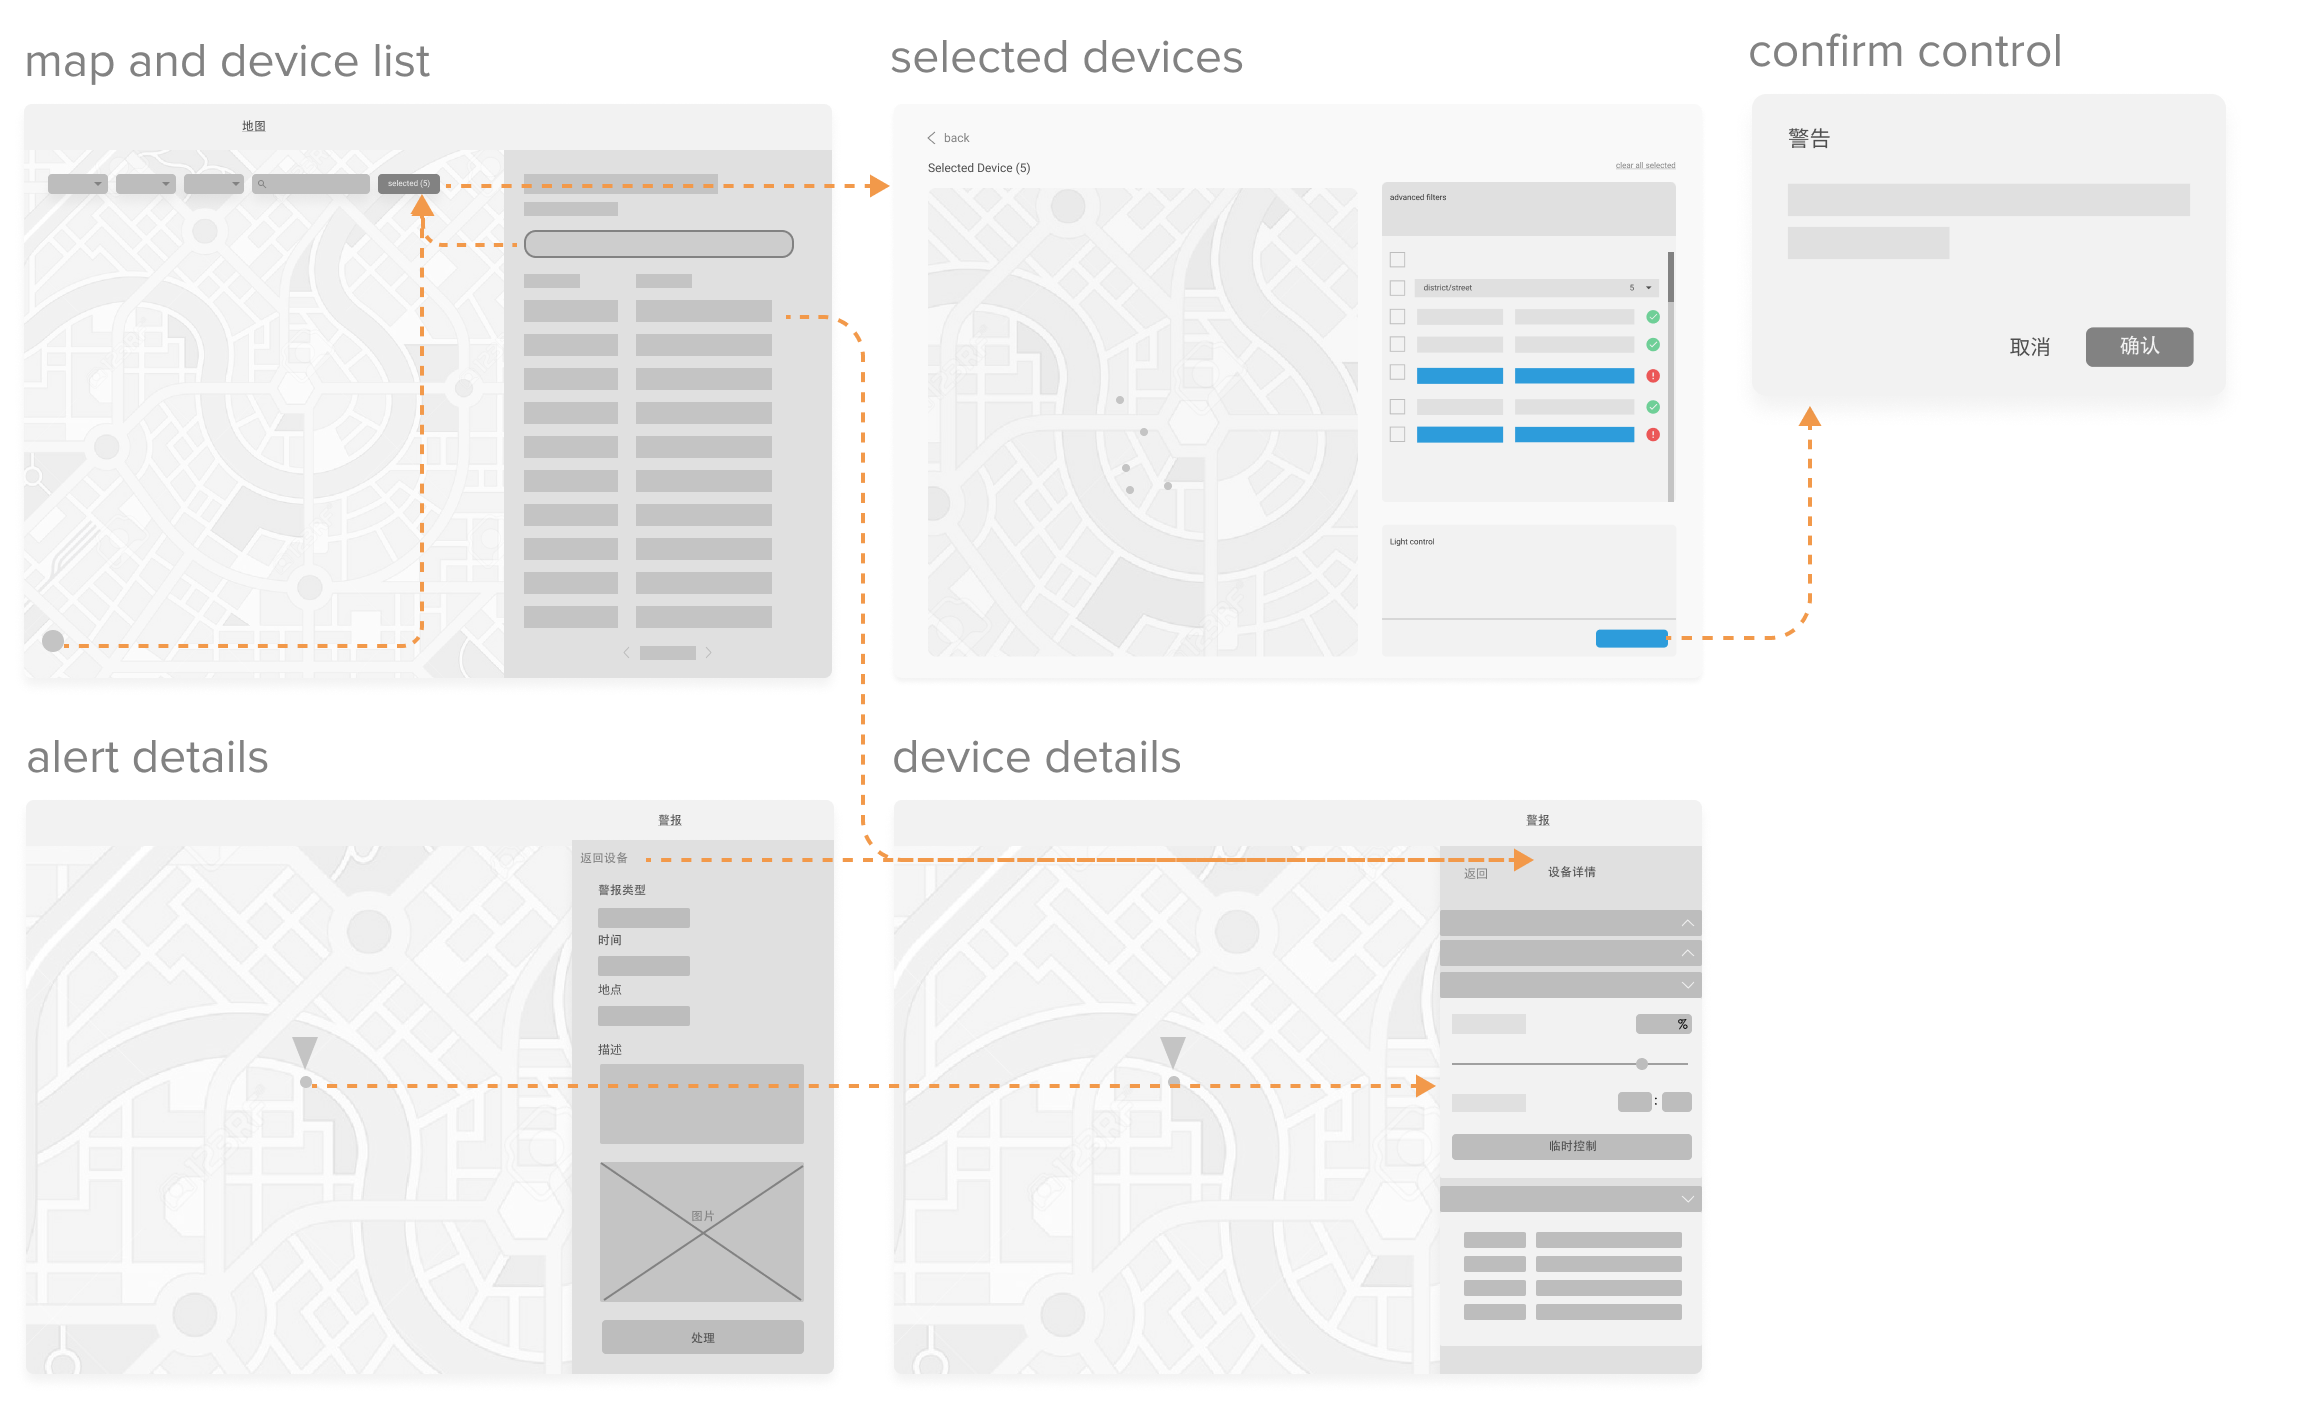 map and device list
selected devices
confirm control
地图
selected (5)
back
Selected Device (5)
clear all selected
advanced filters
district/street 5
Light control
警告
取消
确认
alert details
device details
警报
返回设备
警报类型
时间
地点
描述
图片
处理
警报
返回
设备详情
%
:
临时控制